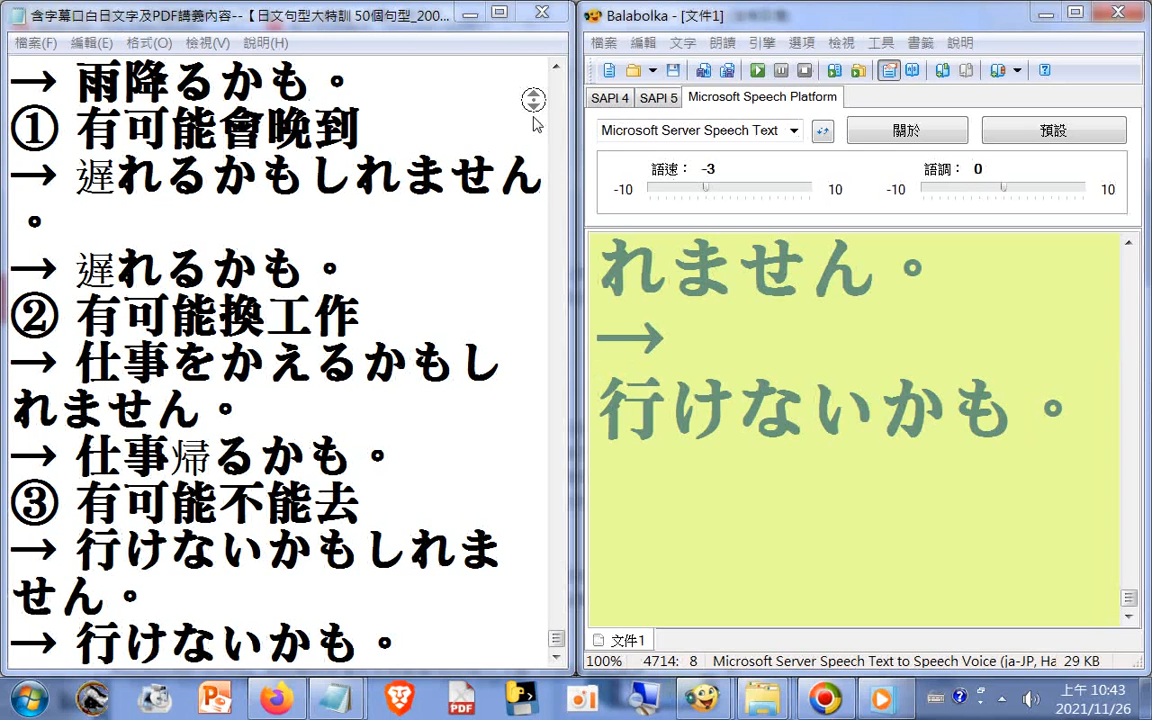 含字幕口白日文字及PDF講義內容--【日文句型大特訓 50個句型_200...
檔案(F) 編輯(E) 格式(O) 檢視(V) 說明(H)
→ 雨降るかも。
① 有可能會晚到
→ 遅れるかもしれません
。
→ 遅れるかも。
② 有可能換工作
→ 仕事をかえるかもし
れません。
→ 仕事帰るかも。
③ 有可能不能去
→ 行けないかもしれま
せん。
→ 行けないかも。
Balabolka - [文件1]
檔案 編輯 文字 朗讀 引擎 選項 檢視 工具 書籤 說明
SAPI 4 SAPI 5 Microsoft Speech Platform
Microsoft Server Speech Text 關於 預設
語速: -3 語調: 0
-10 10 -10 10
れません。
→
行けないかも。
文件1
100% 4714: 8 Microsoft Server Speech Text to Speech Voice (ja-JP, Ha 29 KB
PDF
上午 10:43
2021/11/26